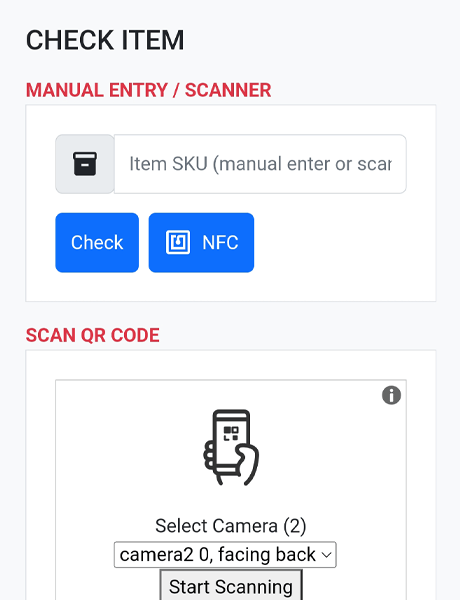 CHECK ITEM
MANUAL ENTRY / SCANNER
Item SKU (manual enter or scar
Check
NFC
SCAN QR CODE
Select Camera (2)
camera2 0, facing back
Start Scanning